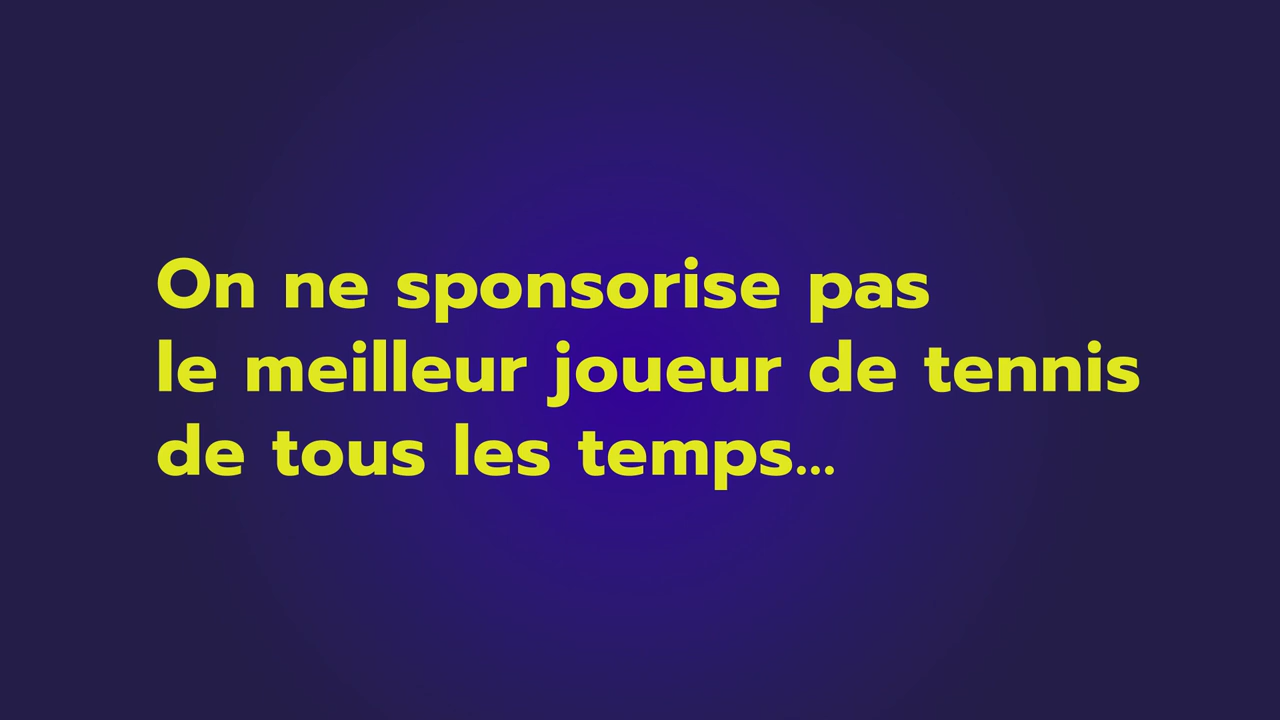 On ne sponsorise pas
le meilleur joueur de tennis
de tous les temps...